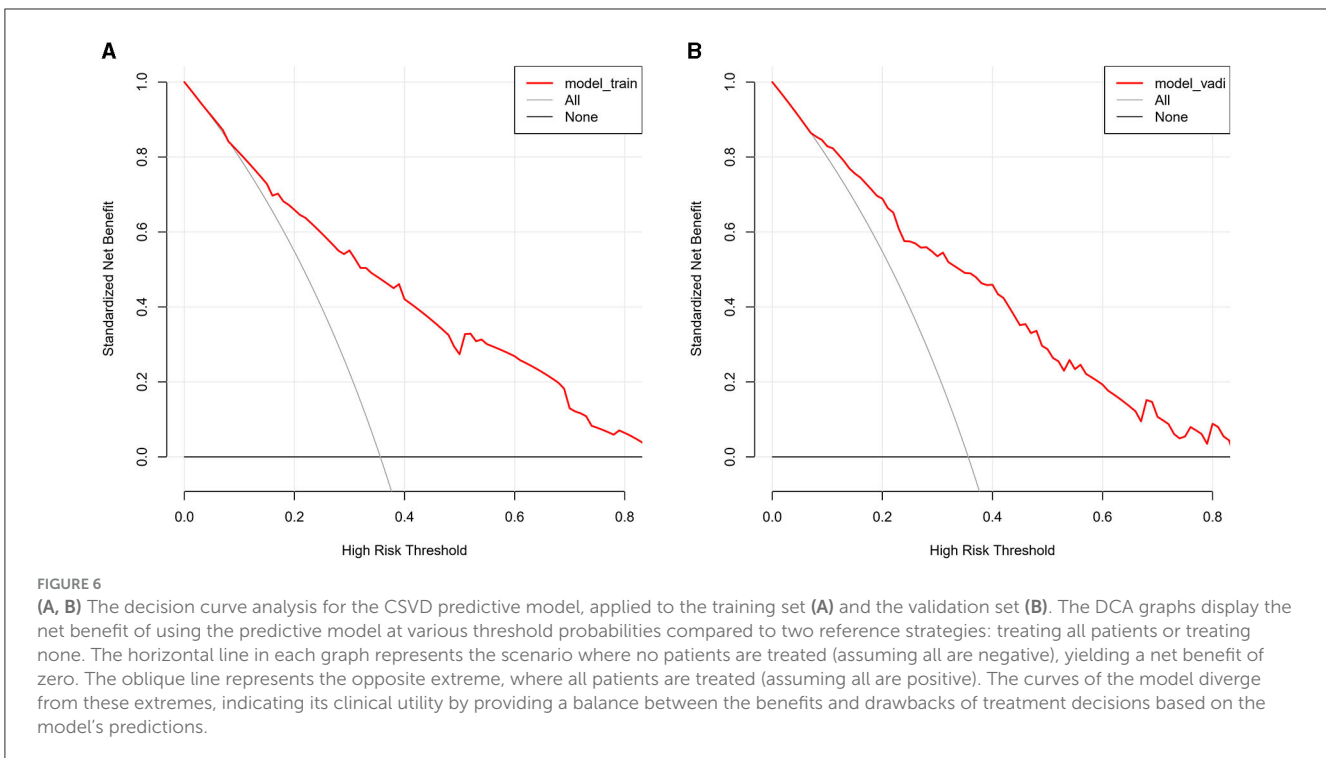 A
Standardized Net Benefit
1.0
0.8
0.6
0.4
0.2
0.0
model_train
All
None
0.0 0.2 0.4 0.6 0.8
High Risk Threshold
B
Standardized Net Benefit
1.0
0.8
0.6
0.4
0.2
0.0
model_vadi
All
None
0.0 0.2 0.4 0.6 0.8
High Risk Threshold
FIGURE 6
(A, B) The decision curve analysis for the CSVD predictive model, applied to the training set (A) and the validation set (B). The DCA graphs display the
net benefit of using the predictive model at various threshold probabilities compared to two reference strategies: treating all patients or treating
none. The horizontal line in each graph represents the scenario where no patients are treated (assuming all are negative), yielding a net benefit of
zero. The oblique line represents the opposite extreme, where all patients are treated (assuming all are positive). The curves of the model diverge
from these extremes, indicating its clinical utility by providing a balance between the benefits and drawbacks of treatment decisions based on the
model's predictions.